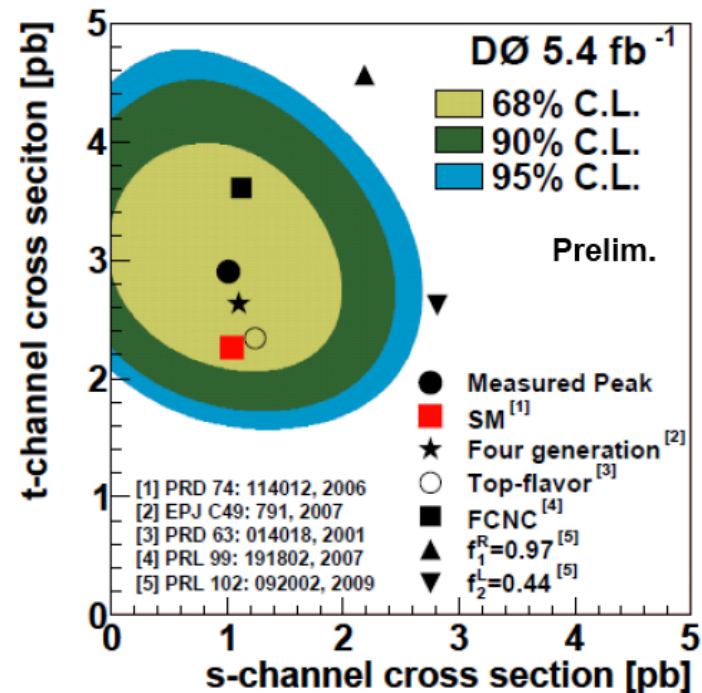 DØ 5.4 fb -1
68% C.L.
90% C.L.
95% C.L.
Prelim.
Measured Peak
SM [1]
Four generation [2]
Top-flavor [3]
FCNC [4]
f₁ᴿ=0.97 [5]
f₂ᴸ=0.44 [5]
[1] PRD 74: 114012, 2006
[2] EPJ C49: 791, 2007
[3] PRD 63: 014018, 2001
[4] PRL 99: 191802, 2007
[5] PRL 102: 092002, 2009
t-channel cross seciton [pb]
5
4
3
2
1
0
0 1 2 3 4 5
s-channel cross section [pb]